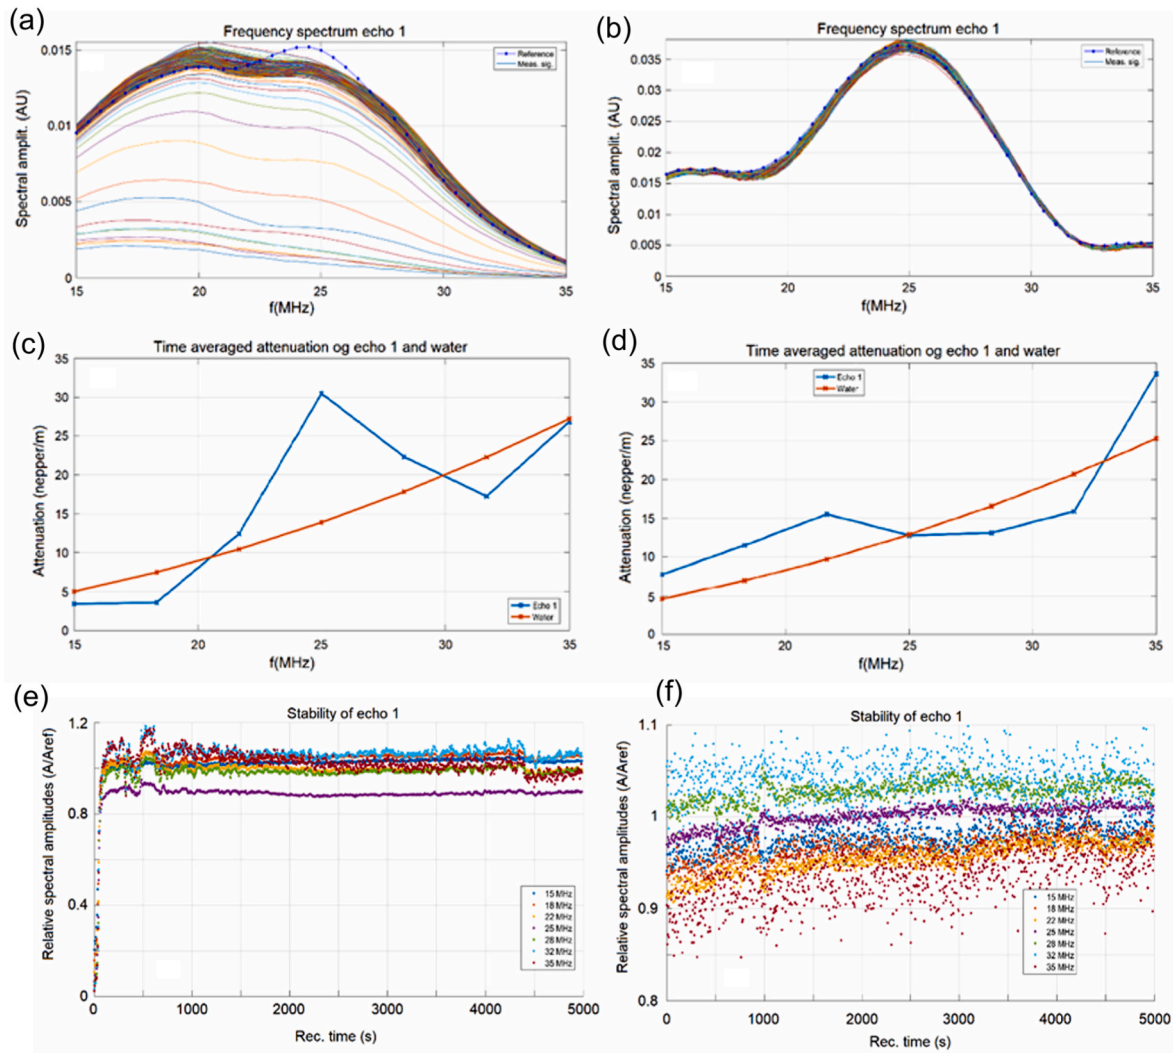 (a)
Frequency spectrum echo 1
Reference
Meas. sig.
Spectral amplit. (AU)
0.015
0.01
0.005
0
15
20
25
30
35
f(MHz)
(b)
Frequency spectrum echo 1
Reference
Meas. sig.
Spectral amplit. (AU)
0.035
0.03
0.025
0.02
0.015
0.01
0.005
0
15
20
25
30
35
f(MHz)
(c)
Time averaged attenuation og echo 1 and water
Attenuation (nepper/m)
35
30
25
20
15
10
5
0
15
20
25
30
35
f(MHz)
Echo 1
Water
(d)
Time averaged attenuation og echo 1 and water
Echo 1
Water
Attenuation (nepper/m)
35
30
25
20
15
10
5
0
15
20
25
30
35
f(MHz)
(e)
Stability of echo 1
Relative spectral amplitudes (A/Aref)
1.2
0.8
0.4
0
15 MHz
18 MHz
22 MHz
25 MHz
28 MHz
32 MHz
35 MHz
0
1000
2000
3000
4000
5000
Rec. time (s)
(f)
Stability of echo 1
Relative spectral amplitudes (A/Aref)
1.1
1
0.9
0.8
15 MHz
18 MHz
22 MHz
25 MHz
28 MHz
32 MHz
35 MHz
0
1000
2000
3000
4000
5000
Rec. time (s)